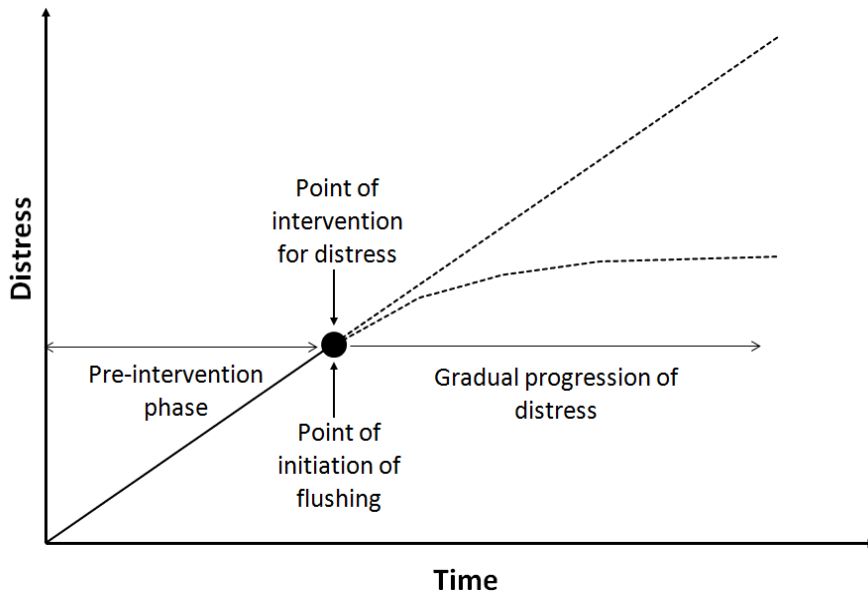 Point of
intervention
for distress
Distress
Pre-intervention
phase
Gradual progression of
distress
Point of
initiation of
flushing
Time